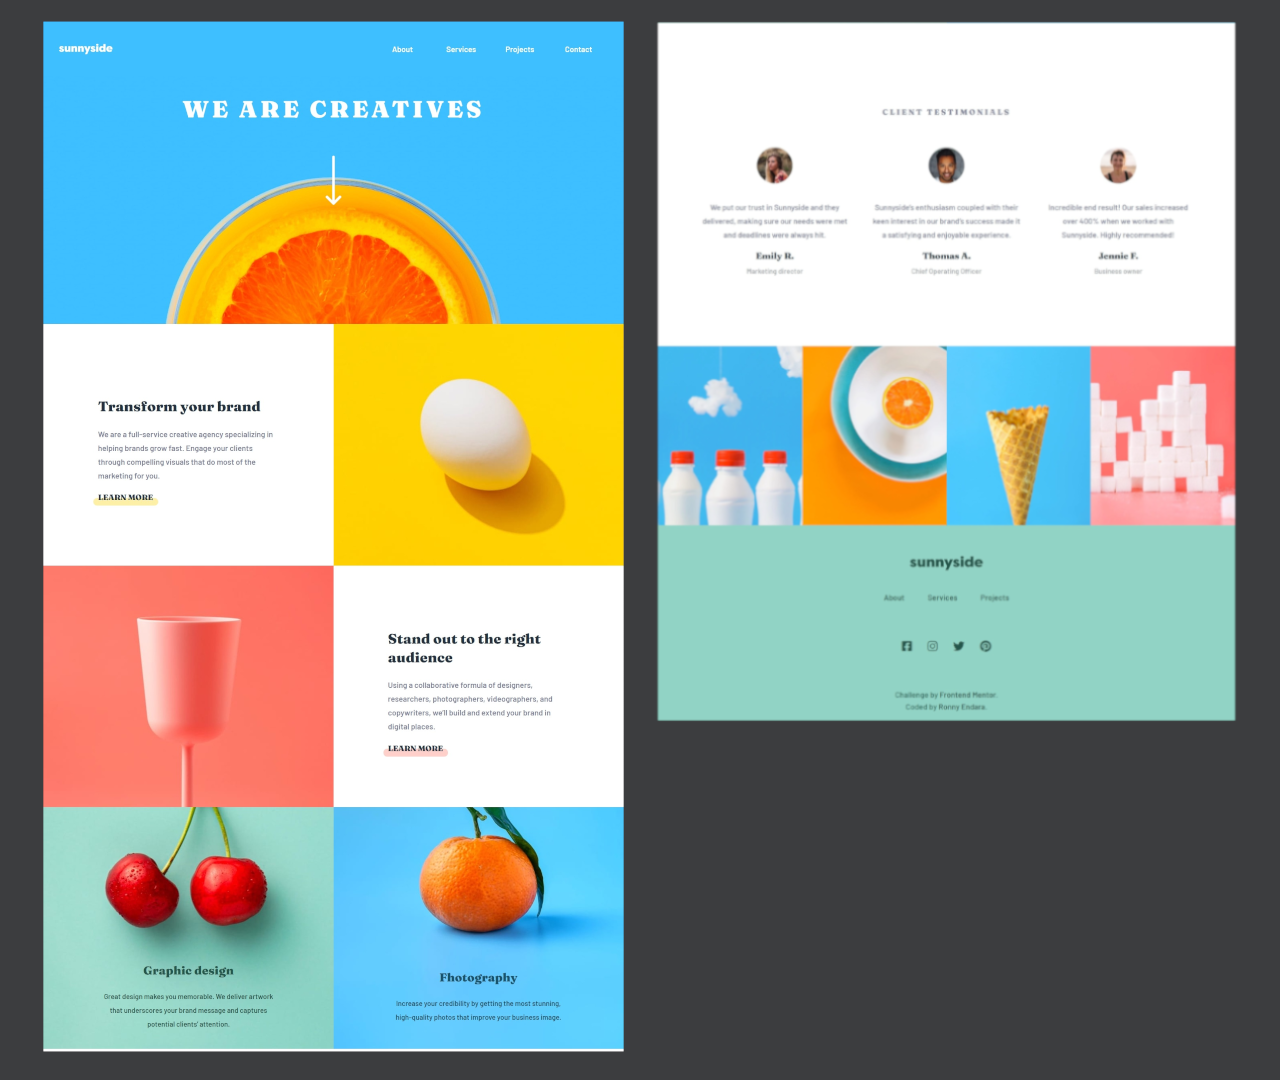 sunnyside
About Services Projects Contact
WE ARE CREATIVES
Transform your brand
We are a full-service creative agency specializing in
helping brands grow fast. Engage your clients
through compelling visuals that do most of the
marketing for you.
LEARN MORE
Stand out to the right
audience
Using a collaborative formula of designers,
researchers, photographers, videographers, and
copywriters, we'll build and extend your brand in
digital places.
LEARN MORE
Graphic design
Great design makes you memorable. We deliver artwork
that underscores your brand message and captures
potential clients' attention.
Fhotography
Increase your credibility by getting the most stunning,
high-quality photos that improve your business image.
CLIENT TESTIMONIALS
We put our trust in Sunnyside and they
delivered, making sure our needs were met
and deadlines were always hit.
Emily R.
Marketing director
Sunnyside's enthusiasm coupled with their
keen interest in our brand's success made it
a satisfying and enjoyable experience.
Thomas A.
Chief Operating Officer
Incredible end result! Our sales increased
over 400% when we worked with
Sunnyside. Highly recommended!
Jennie F.
Business owner
sunnyside
About Services Projects
Challenge by Frontend Mentor.
Coded by Ronny Endara.